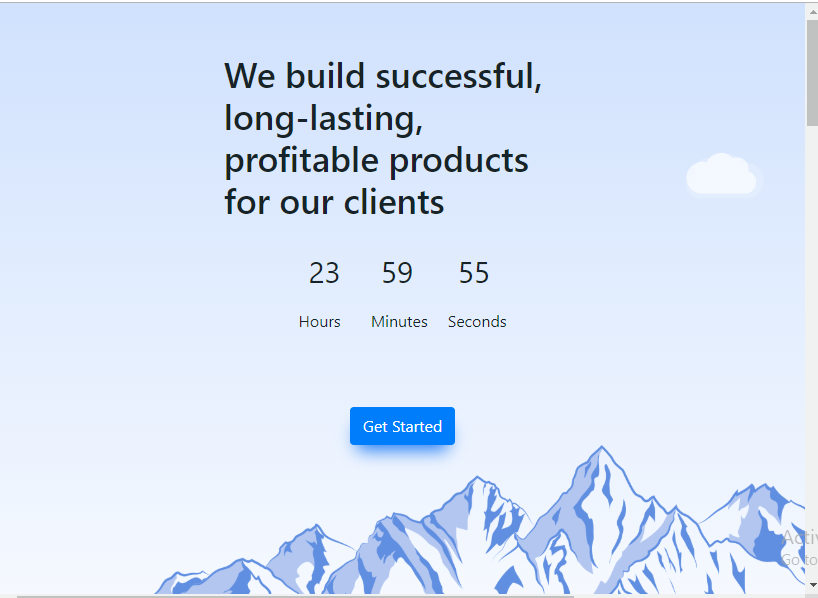 We build successful,
long-lasting,
profitable products
for our clients
23 59 55
Hours Minutes Seconds
Get Started
Go to